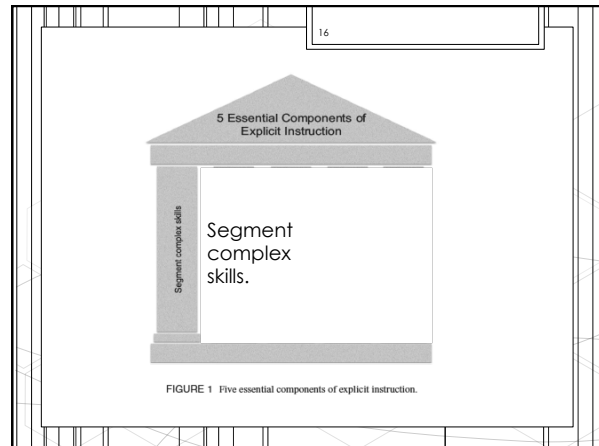 16
5 Essential Components of
Explicit Instruction
Segment complex skills
Segment
complex
skills.
FIGURE 1 Five essential components of explicit instruction.